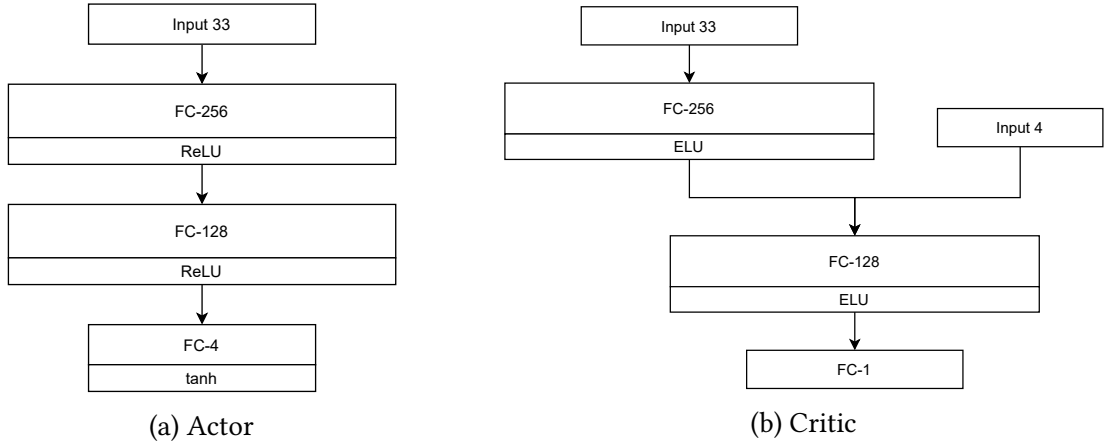 Input 33
FC-256
ReLU
FC-128
ReLU
FC-4
tanh
(a) Actor
Input 33
FC-256
ELU
Input 4
FC-128
ELU
FC-1
(b) Critic